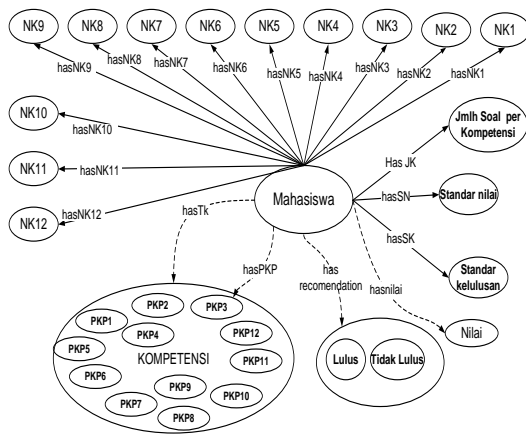 NK9 NK8 NK7 NK6 NK5 NK4 NK3 NK2 NK1
hasNK9 hasNK8 hasNK7 hasNK6 hasNK5 hasNK4 hasNK3 hasNK2 hasNK1
NK10
hasNK10
Jmlh Soal per
Kompetensi
Has JK
NK11
hasNK11
Mahasiswa
hasSN
Standar nilai
NK12
hasNK12
hasTk
hasSK
hasPKP
has
recomendation
hasnilai
Standar
kelulusan
PKP2
PKP3
PKP1
PKP4
PKP12
PKP5
KOMPETENSI
PKP11
PKP6
PKP9
PKP10
PKP7
PKP8
Lulus
Tidak Lulus
Nilai